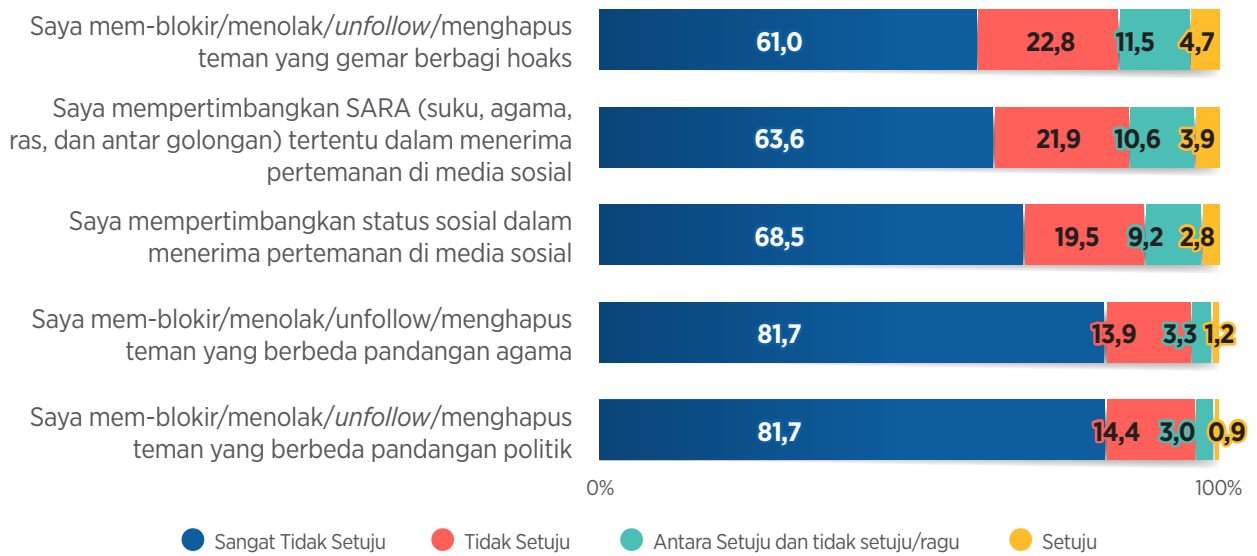 Saya mem-blokir/menolak/unfollow/menghapus
teman yang gemar berbagi hoaks
61,0 22,8 11,5 4,7
Saya mempertimbangkan SARA (suku, agama,
ras, dan antar golongan) tertentu dalam menerima
pertemanan di media sosial
63,6 21,9 10,6 3,9
Saya mempertimbangkan status sosial dalam
menerima pertemanan di media sosial
68,5 19,5 9,2 2,8
Saya mem-blokir/menolak/unfollow/menghapus
teman yang berbeda pandangan agama
81,7 13,9 3,3 1,2
Saya mem-blokir/menolak/unfollow/menghapus
teman yang berbeda pandangan politik
81,7 14,4 3,0 0,9
0% 100%
Sangat Tidak Setuju Tidak Setuju Antara Setuju dan tidak setuju/ragu Setuju